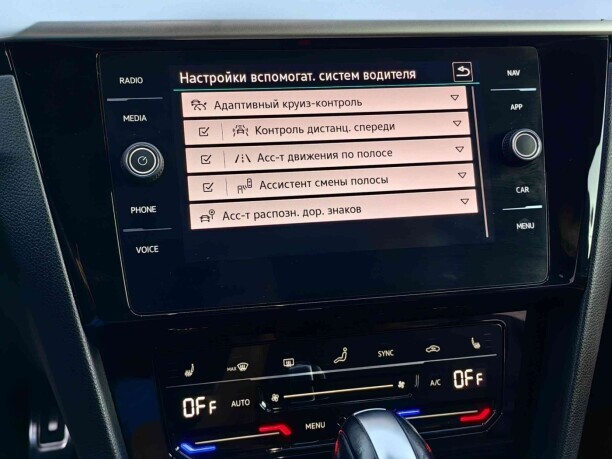 RADIO
MEDIA
PHONE
VOICE
Настройки вспомогат. систем водителя
Адаптивный круиз-контроль
Контроль дистанц. спереди
Асс-т движения по полосе
Ассистент смены полосы
Асс-т распозн. дор. знаков
NAV
APP
CAR
MENU
MAX
SYNC
OFF
AUTO
A/C
OFF
MENU